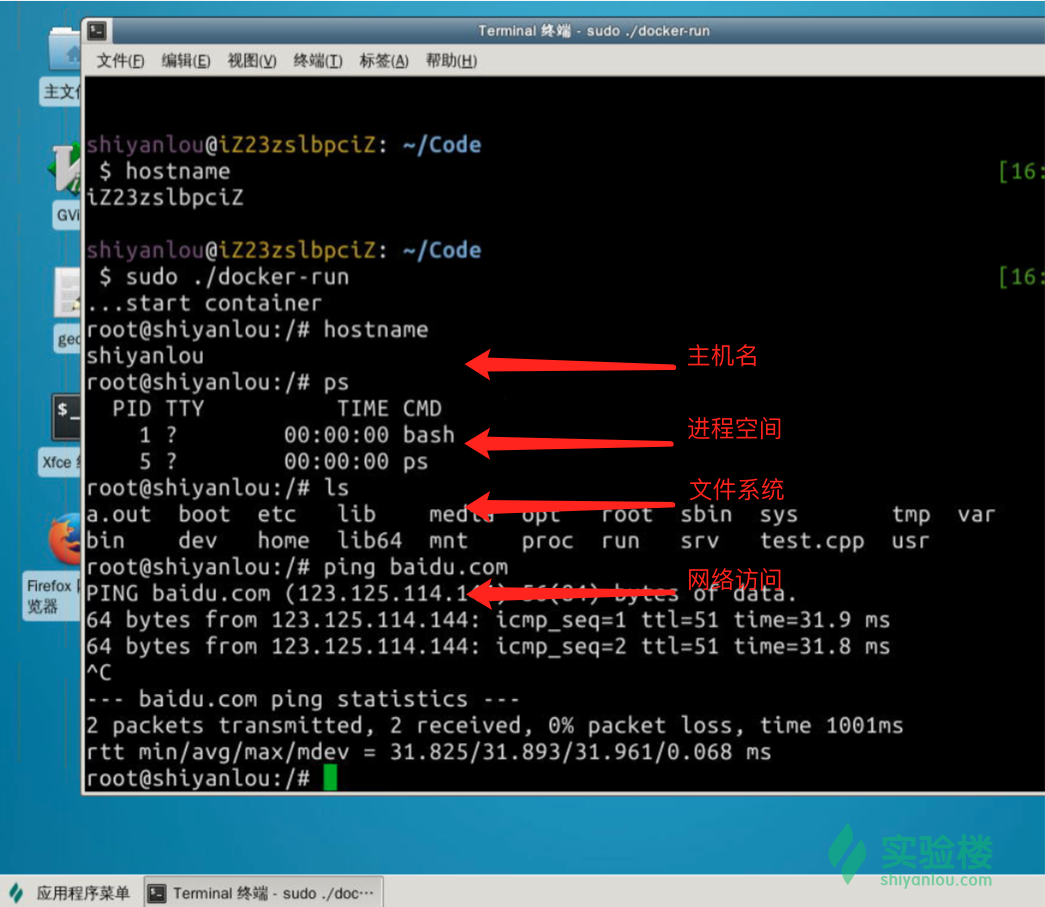 Terminal 终端 - sudo ./docker-run
文件(F) 编辑(E) 视图(V) 终端(T) 标签(A) 帮助(H)
主文
shiyanlou@iZ23zslbpciZ: ~/Code
$ hostname [16:
iZ23zslbpciZ
GVi
shiyanlou@iZ23zslbpciZ: ~/Code
$ sudo ./docker-run [16:
...start container
root@shiyanlou:/# hostname
geo
shiyanlou
主机名
root@shiyanlou:/# ps
PID TTY TIME CMD
1 ? 00:00:00 bash
进程空间
5 ? 00:00:00 ps
Xfce
root@shiyanlou:/# ls
文件系统
a.out boot etc lib media opt root sbin sys tmp var
bin dev home lib64 mnt proc run srv test.cpp usr
root@shiyanlou:/# ping baidu.com
网络访问
Firefox
览器
PING baidu.com (123.125.114.144) 56(84) bytes of data.
64 bytes from 123.125.114.144: icmp_seq=1 ttl=51 time=31.9 ms
64 bytes from 123.125.114.144: icmp_seq=2 ttl=51 time=31.8 ms
^C
--- baidu.com ping statistics ---
2 packets transmitted, 2 received, 0% packet loss, time 1001ms
rtt min/avg/max/mdev = 31.825/31.893/31.961/0.068 ms
root@shiyanlou:/#
实验楼
shiyanlou.com
应用程序菜单 Terminal 终端 - sudo ./doc···